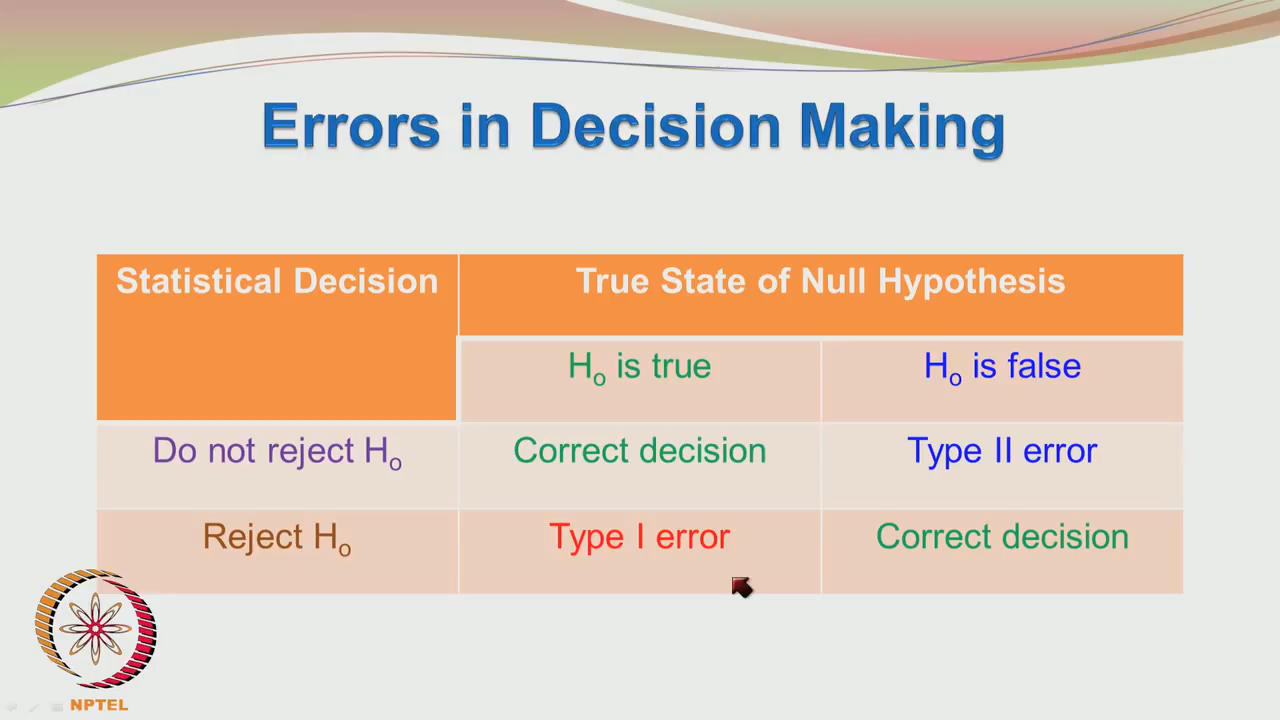 Errors in Decision Making
Statistical Decision
True State of Null Hypothesis
Ho is true
Ho is false
Do not reject Ho
Correct decision
Type II error
Reject Ho
Type I error
Correct decision
NPTEL